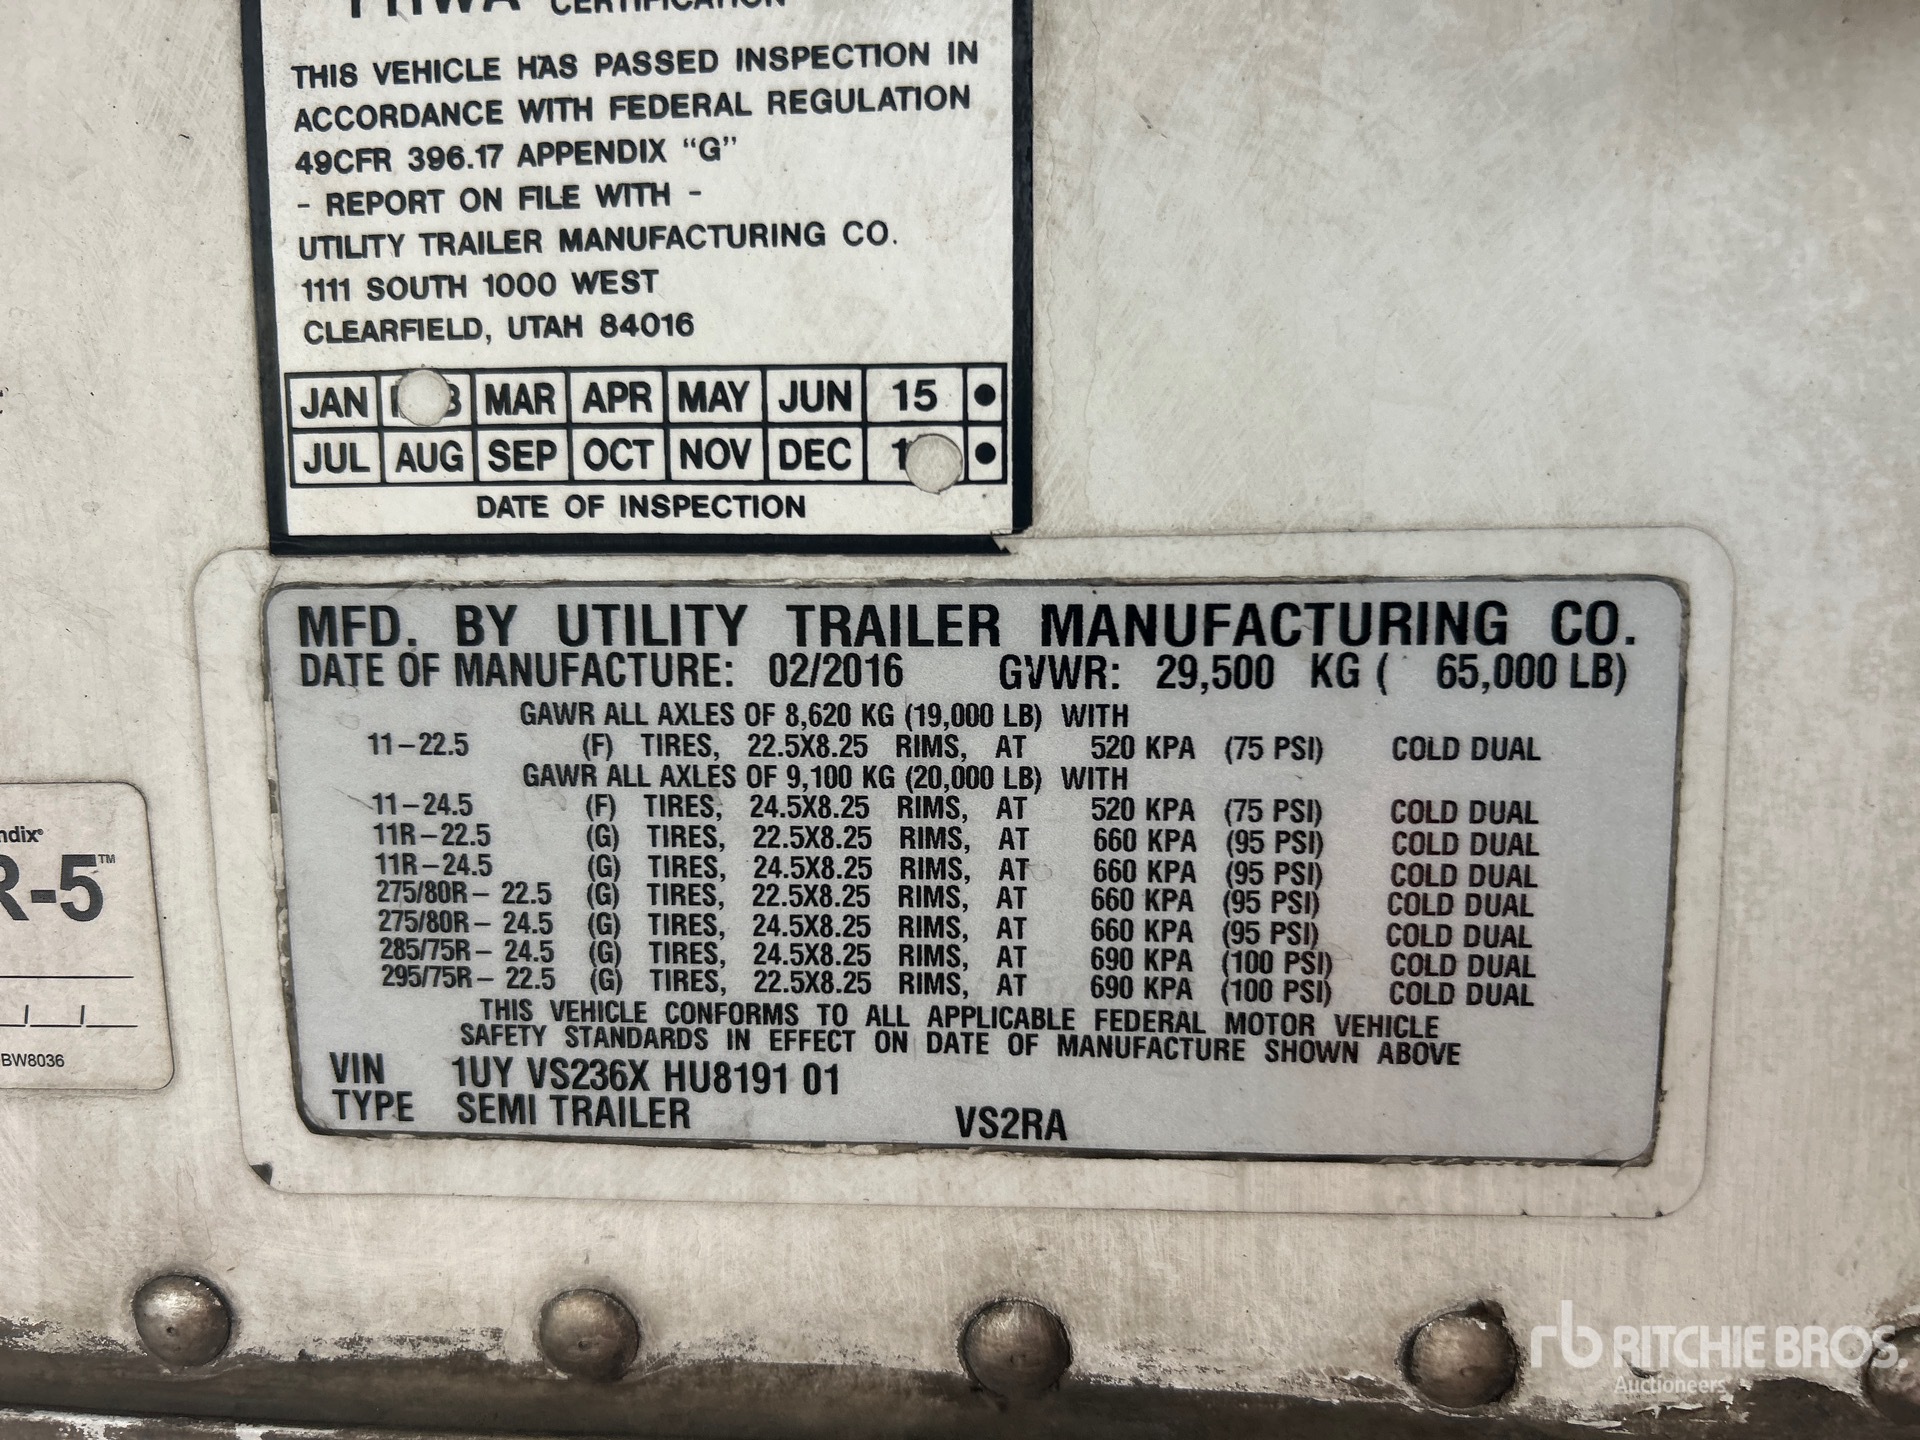 CERTIFICATION
THIS VEHICLE HAS PASSED INSPECTION IN
ACCORDANCE WITH FEDERAL REGULATION
49CFR 396.17 APPENDIX "G"
- REPORT ON FILE WITH -
UTILITY TRAILER MANUFACTURING CO.
1111 SOUTH 1000 WEST
CLEARFIELD, UTAH 84016
JAN MAR APR MAY JUN 15 •
JUL AUG SEP OCT NOV DEC •
DATE OF INSPECTION
MFD. BY UTILITY TRAILER MANUFACTURING CO.
DATE OF MANUFACTURE: 02/2016 GVWR: 29,500 KG ( 65,000 LB)
GAWR ALL AXLES OF 8,620 KG (19,000 LB) WITH
11-22.5 (F) TIRES, 22.5X8.25 RIMS, AT 520 KPA (75 PSI) COLD DUAL
GAWR ALL AXLES OF 9,100 KG (20,000 LB) WITH
11-24.5 (F) TIRES, 24.5X8.25 RIMS, AT 520 KPA (75 PSI) COLD DUAL
11R-22.5 (G) TIRES, 22.5X8.25 RIMS, AT 660 KPA (95 PSI) COLD DUAL
11R-24.5 (G) TIRES, 24.5X8.25 RIMS, AT 660 KPA (95 PSI) COLD DUAL
275/80R- 22.5 (G) TIRES, 22.5X8.25 RIMS, AT 660 KPA (95 PSI) COLD DUAL
275/80R- 24.5 (G) TIRES, 24.5X8.25 RIMS, AT 660 KPA (95 PSI) COLD DUAL
285/75R- 24.5 (G) TIRES, 24.5X8.25 RIMS, AT 690 KPA (100 PSI) COLD DUAL
295/75R- 22.5 (G) TIRES, 22.5X8.25 RIMS, AT 690 KPA (100 PSI) COLD DUAL
THIS VEHICLE CONFORMS TO ALL APPLICABLE FEDERAL MOTOR VEHICLE
SAFETY STANDARDS IN EFFECT ON DATE OF MANUFACTURE SHOWN ABOVE
VIN 1UY VS236X HU8191 01
TYPE SEMI TRAILER VS2RA
ndix®
R-5™
BW8036
rb RITCHIE BROS.
Auctioneers